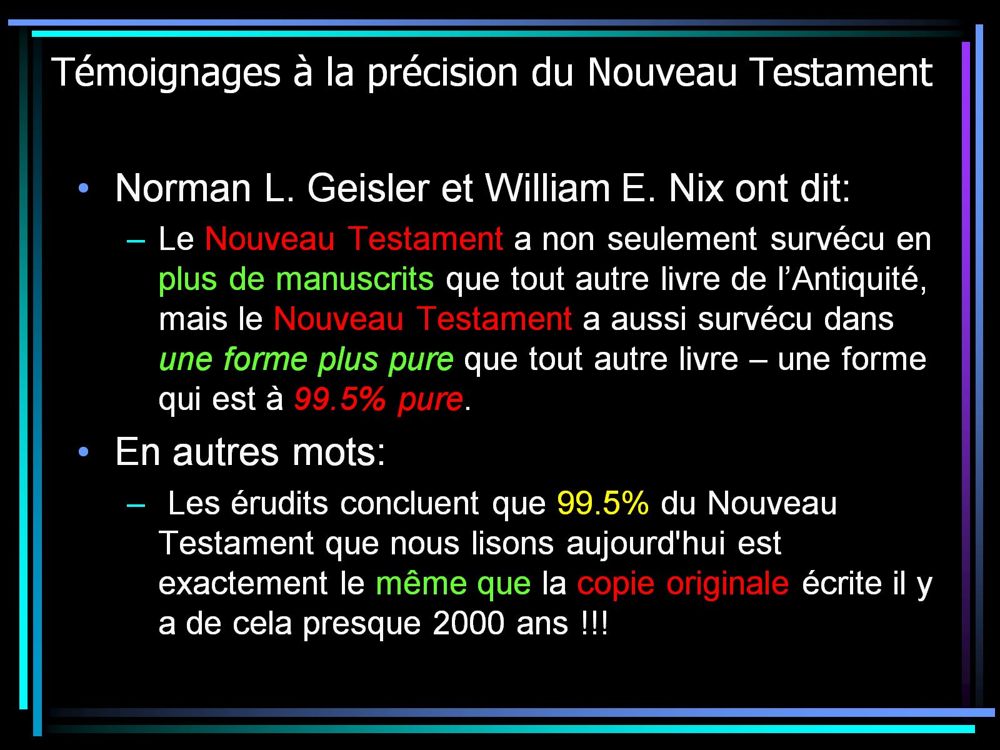 Témoignages à la précision du Nouveau Testament
• Norman L. Geisler et William E. Nix ont dit:
– Le Nouveau Testament a non seulement survécu en
plus de manuscrits que tout autre livre de l’Antiquité,
mais le Nouveau Testament a aussi survécu dans
une forme plus pure que tout autre livre – une forme
qui est à 99.5% pure.
• En autres mots:
– Les érudits concluent que 99.5% du Nouveau
Testament que nous lisons aujourd'hui est
exactement le même que la copie originale écrite il y
a de cela presque 2000 ans !!!